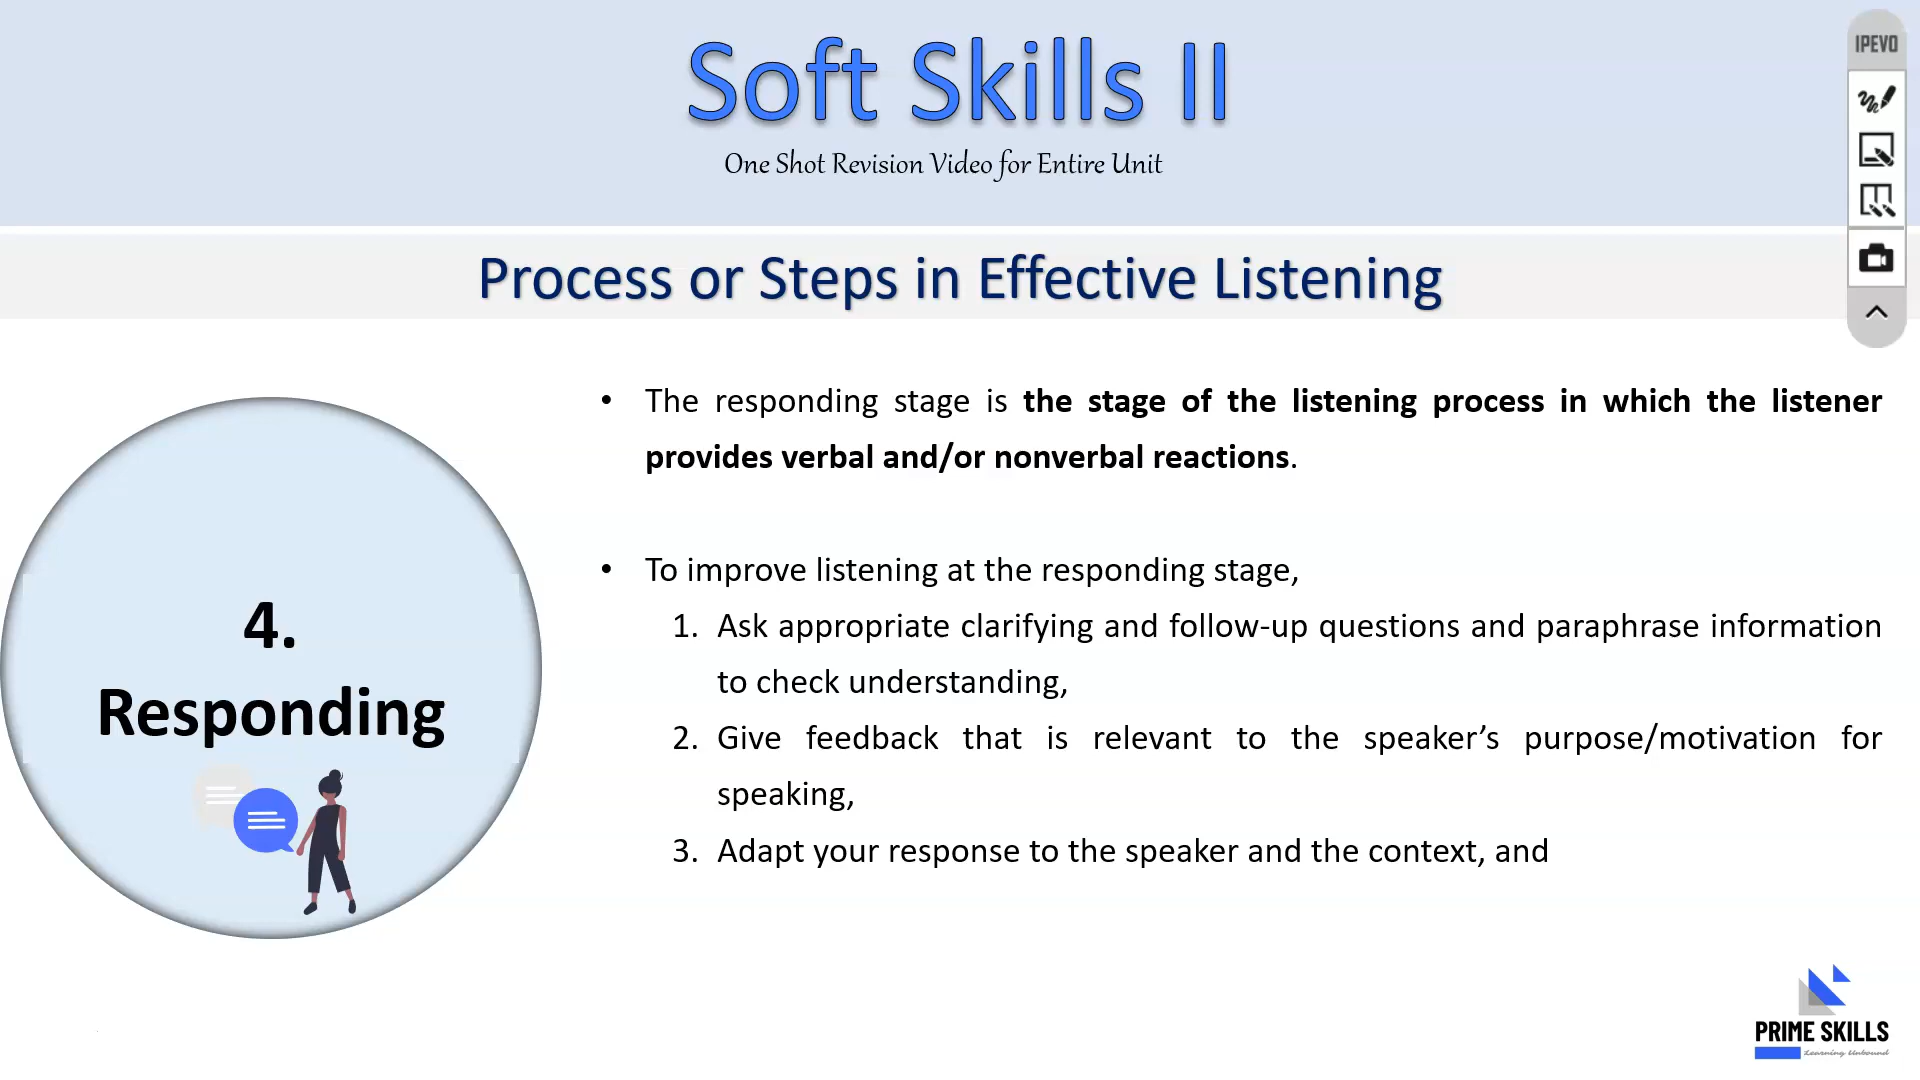 Soft Skills II
One Shot Revision Video for Entire Unit
IPEVO
Process or Steps in Effective Listening
4.
Responding
• The responding stage is the stage of the listening process in which the listener
provides verbal and/or nonverbal reactions.
• To improve listening at the responding stage,
1. Ask appropriate clarifying and follow-up questions and paraphrase information
to check understanding,
2. Give feedback that is relevant to the speaker’s purpose/motivation for
speaking,
3. Adapt your response to the speaker and the context, and
PRIME SKILLS
Learning Unbound